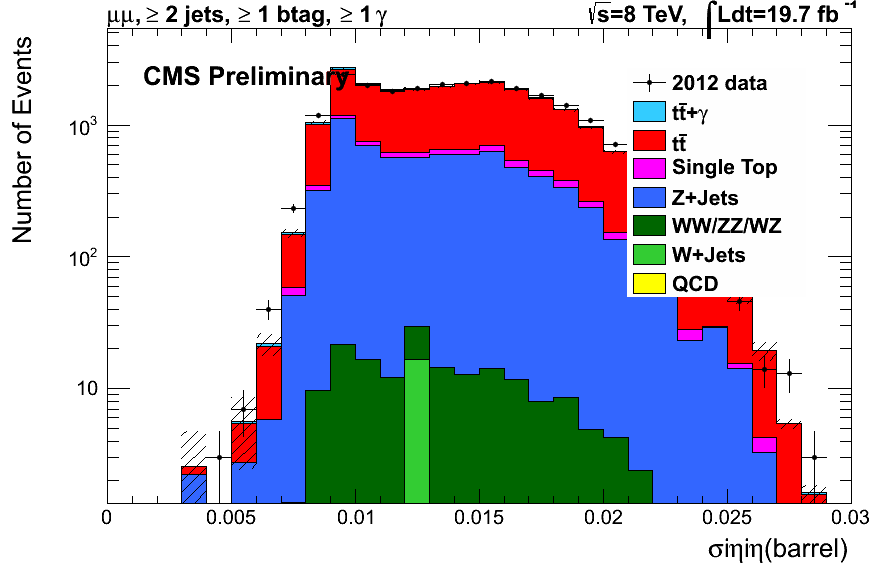 μμ, ≥ 2 jets, ≥ 1 btag, ≥ 1 γ
√s=8 TeV, ∫Ldt=19.7 fb⁻¹
Number of Events
CMS Preliminary
2012 data
tt̄+γ
tt̄
Single Top
Z+Jets
WW/ZZ/WZ
W+Jets
QCD
10³
10²
10
0 0.005 0.01 0.015 0.02 0.025 0.03
σiηiη(barrel)